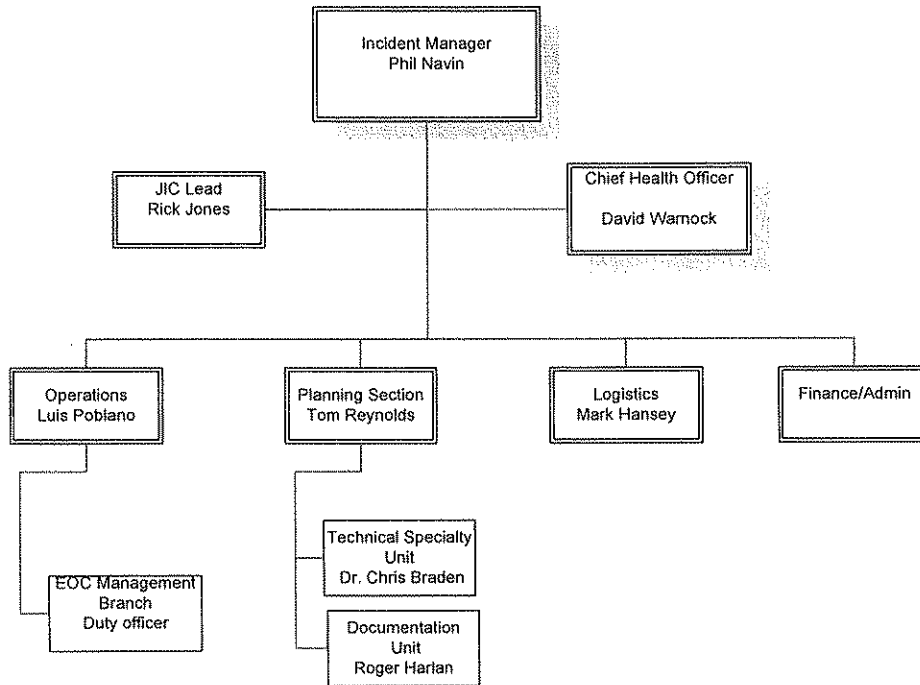 Incident Manager
Phil Navin
JIC Lead
Rick Jones
Chief Health Officer
David Warnock
Operations
Luis Poblano
Planning Section
Tom Reynolds
Logistics
Mark Hansey
Finance/Admin
EOC Management
Branch
Duty officer
Technical Specialty
Unit
Dr. Chris Braden
Documentation
Unit
Roger Harlan